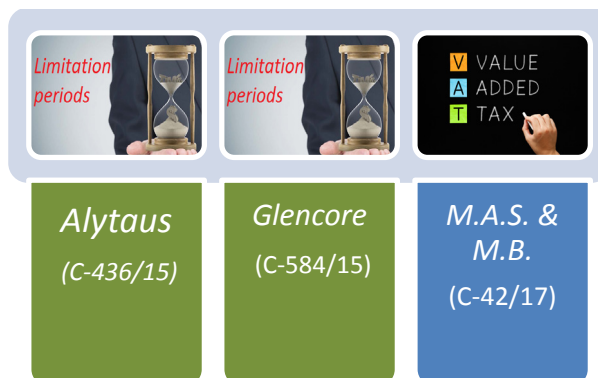 Limitation
periods
Limitation
periods
V VALUE
A ADDED
T TAX
Alytaus
(C-436/15)
Glencore
(C-584/15)
M.A.S. &
M.B.
(C-42/17)